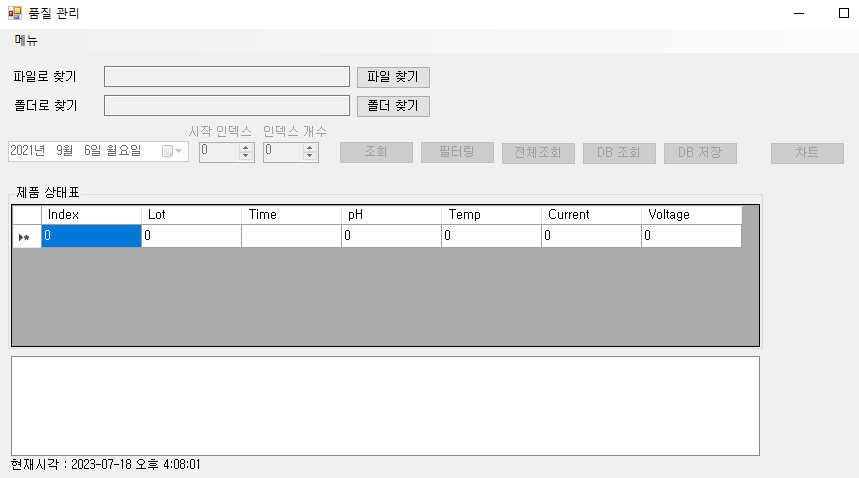 품질 관리
메뉴
파일로 찾기 파일 찾기
폴더로 찾기 폴더 찾기
시작 인덱스 인덱스 개수
2021년 9월 6일 월요일 0 0 조회 필터링 전체조회 DB 조회 DB 저장 차트
제품 상태표
Index Lot Time pH Temp Current Voltage
0 0 0 0 0 0
현재시각 : 2023-07-18 오후 4:08:01